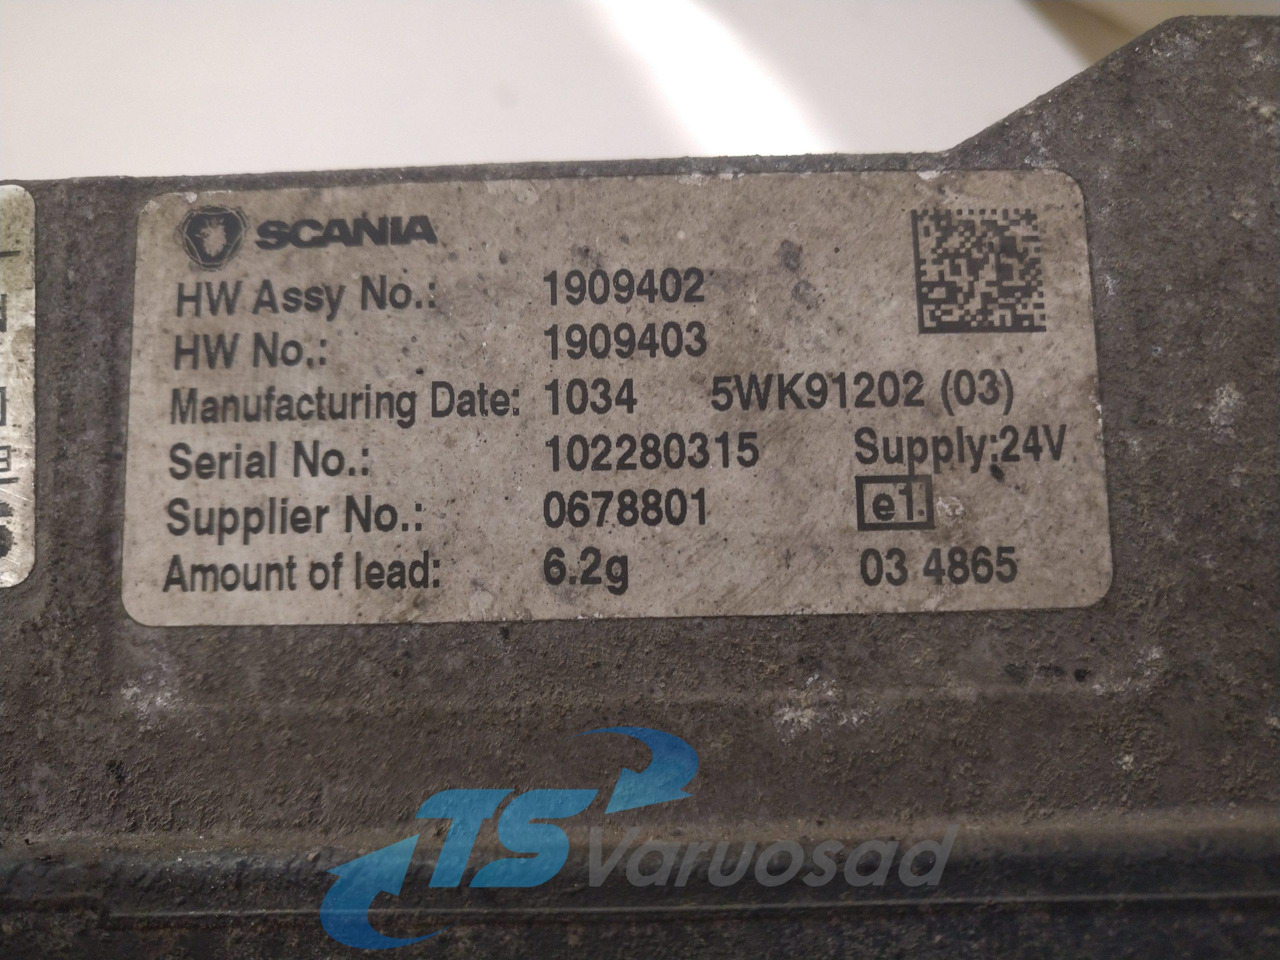 SCANIA
HW Assy No.: 1909402
HW No.: 1909403
Manufacturing Date: 1034 5WK91202 (03)
Serial No.: 102280315 Supply:24V
Supplier No.: 0678801 e1
Amount of lead: 6.2g 03 4865
TS Varuosad